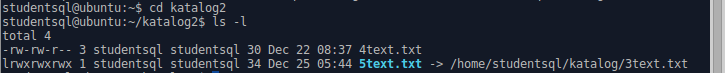 studentsql@ubuntu:~$ cd katalog2
studentsql@ubuntu:~/katalog2$ ls -l
total 4
-rw-rw-r-- 3 studentsql studentsql 30 Dec 22 08:37 4text.txt
lrwxrwxrwx 1 studentsql studentsql 34 Dec 25 05:44 5text.txt -> /home/studentsql/katalog/3text.txt